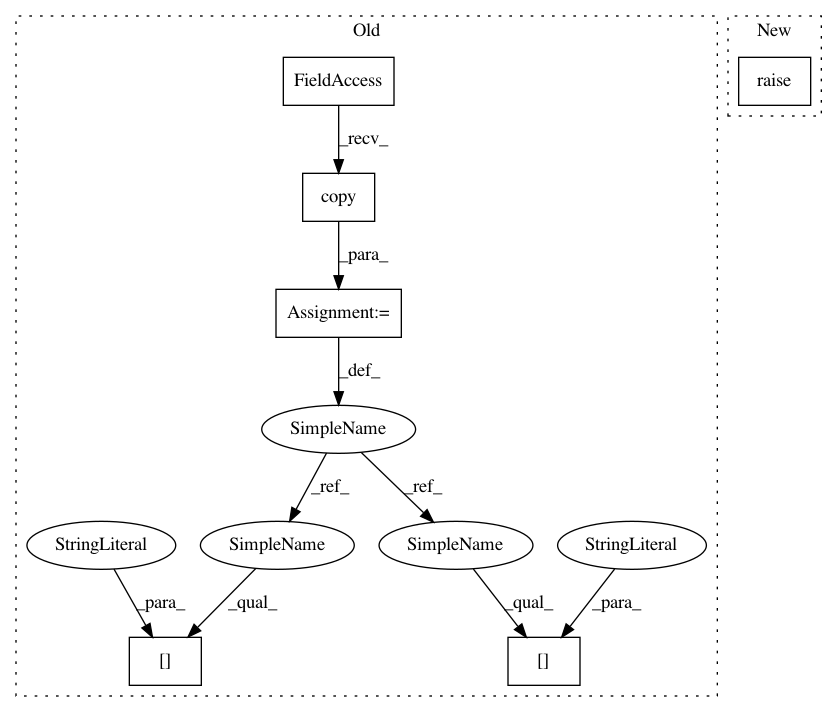 Old
New
FieldAccess
raise
_recv_
copy
_para_
Assignment:=
_def_
SimpleName
_ref_
_ref_
StringLiteral
SimpleName
SimpleName
StringLiteral
_para_
_qual_
_qual_
_para_
[]
[]